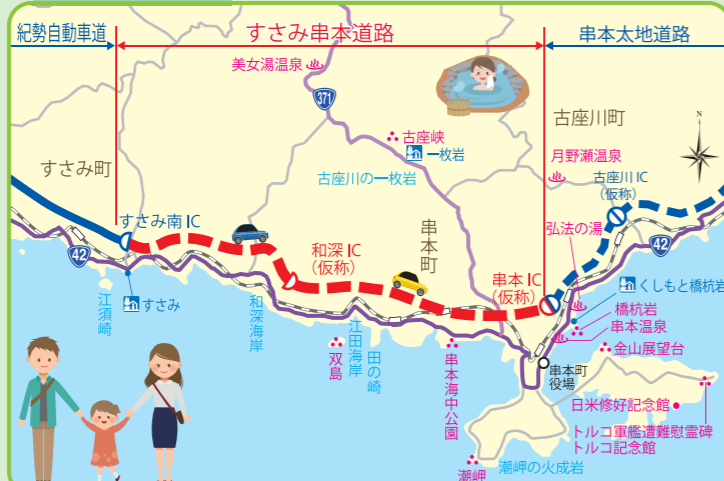 紀勢自動車道
すさみ串本道路
串本太地道路
美女湯温泉
371
古座川町
古座峡
一枚岩
月野瀬温泉
N
すさみ町
古座川の一枚岩
古座川 IC
(仮称)
すさみ南 IC
串本町
弘法の湯
42
和深 IC
(仮称)
42
串本 IC
(仮称)
くしもと橋杭岩
すさみ
江須崎
和深海岸
橋杭岩
串本温泉
江田海岸
田の崎
双島
串本海中公園
金山展望台
串本町
役場
日米修好記念館
トルコ軍艦遭難慰霊碑
トルコ記念館
潮岬の火成岩
潮岬